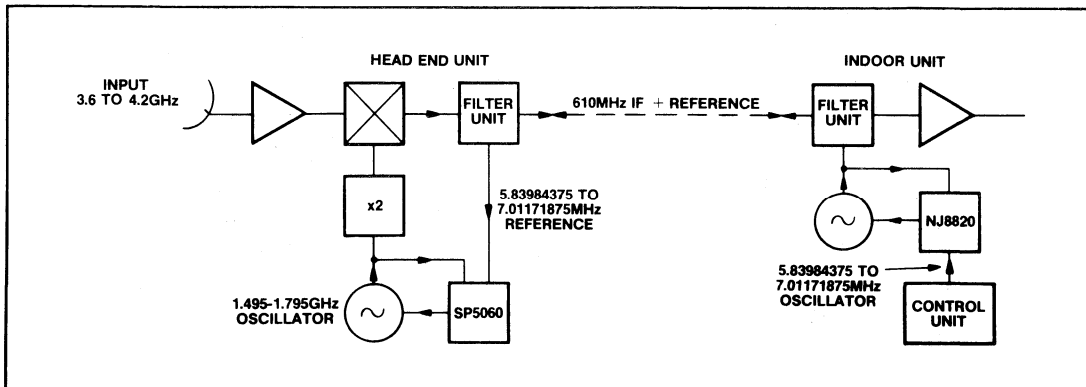 HEAD END UNIT
INDOOR UNIT
INPUT
3.6 TO 4.2GHz
FILTER
UNIT
610MHz IF + REFERENCE
FILTER
UNIT
x2
5.83984375 TO
7.01171875MHz
REFERENCE
NJ8820
1.495-1.795GHz
OSCILLATOR
SP5060
5.83984375 TO
7.01171875MHz
OSCILLATOR
CONTROL
UNIT